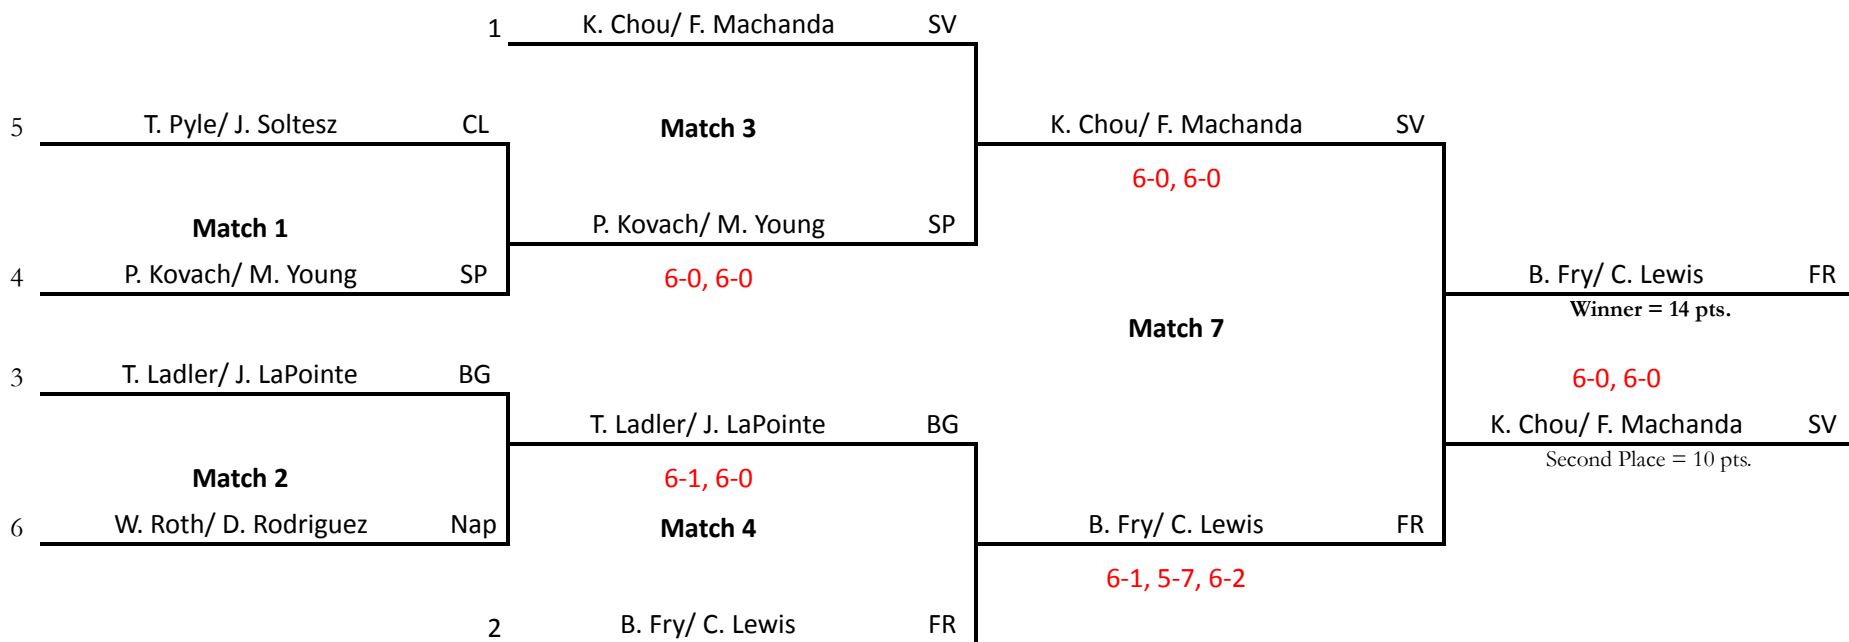 1 K. Chou/ F. Machanda SV
5 T. Pyle/ J. Soltesz CL Match 3 K. Chou/ F. Machanda SV
6-0, 6-0
Match 1 P. Kovach/ M. Young SP
4 P. Kovach/ M. Young SP 6-0, 6-0 B. Fry/ C. Lewis FR
Winner = 14 pts.
Match 7
3 T. Ladler/ J. LaPointe BG 6-0, 6-0
T. Ladler/ J. LaPointe BG K. Chou/ F. Machanda SV
Second Place = 10 pts.
Match 2 6-1, 6-0
6 W. Roth/ D. Rodriguez Nap Match 4 B. Fry/ C. Lewis FR
6-1, 5-7, 6-2
2 B. Fry/ C. Lewis FR